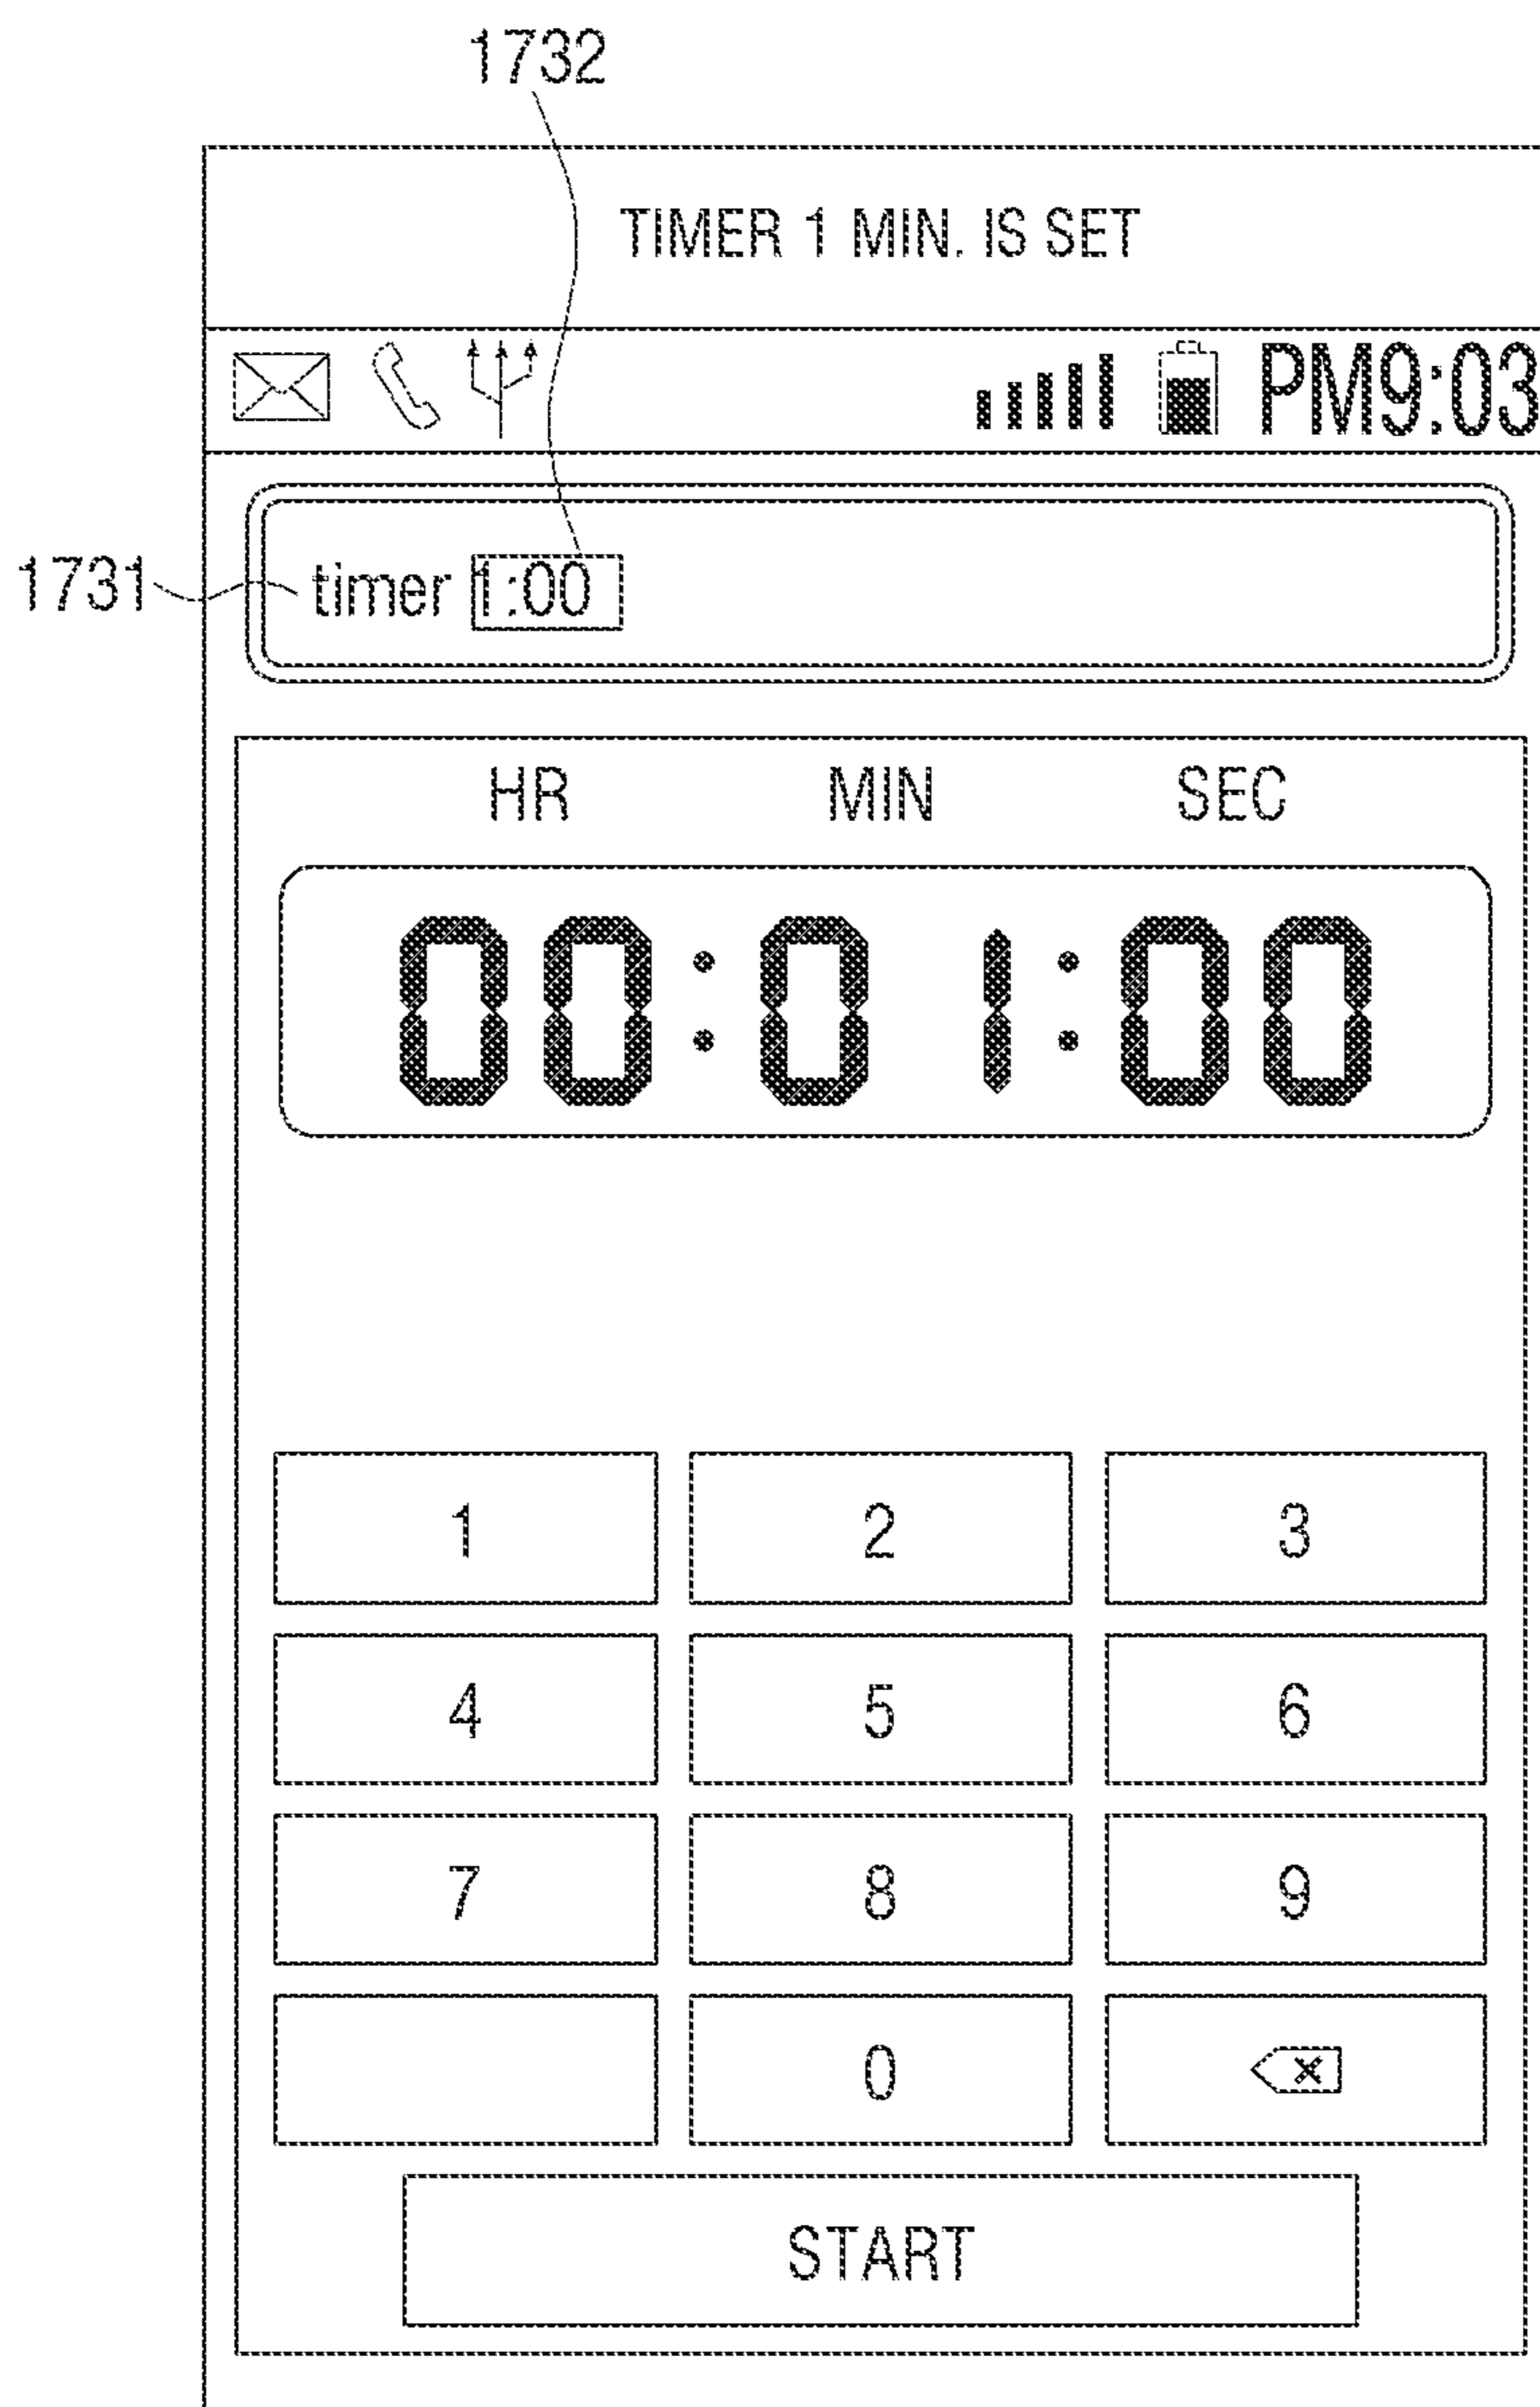 1732
TIMER 1 MIN. IS SET
PM9:03
1731 timer 1:00
HR MIN SEC
00:01:00
1 2 3
4 5 6
7 8 9
0
START